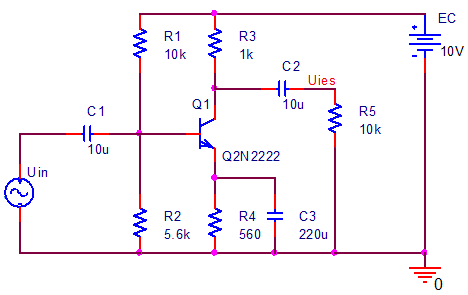 EC
10V
R1
10k
R3
1k
C2
10u
Uies
R5
10k
C1
10u
Q1
Q2N2222
Uin
R2
5.6k
R4
560
C3
220u
0